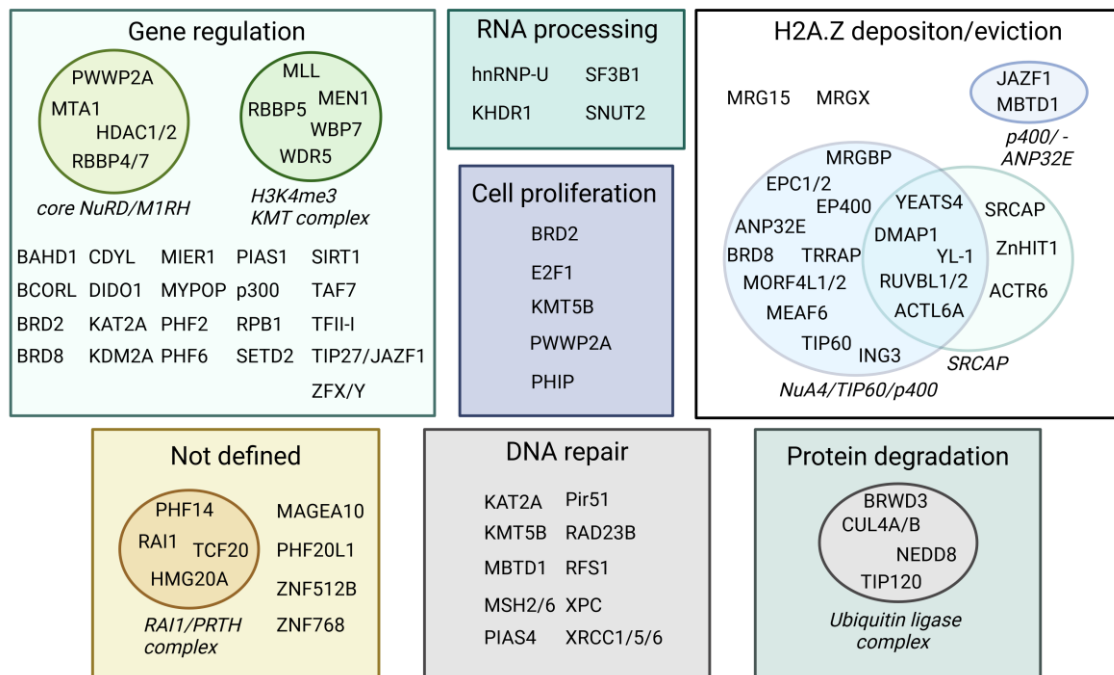 Gene regulation
PWWP2A
MTA1
HDAC1/2
RBBP4/7
core NuRD/M1RH
MLL
MEN1
RBBP5
WBP7
WDR5
H3K4me3
KMT complex
BAHD1 CDYL MIER1 PIAS1 SIRT1
BCORL DIDO1 MYPOP p300 TAF7
BRD2 KAT2A PHF2 RPB1 TFII-I
BRD8 KDM2A PHF6 SETD2 TIP27/JAZF1
ZFX/Y
RNA processing
hnRNP-U SF3B1
KHDR1 SNUT2
Cell proliferation
BRD2
E2F1
KMT5B
PWWP2A
PHIP
H2A.Z depositon/eviction
MRG15 MRGX
JAZF1
MBTD1
p400/ -
ANP32E
MRGBP
EPC1/2
EP400
ANP32E
BRD8 TRRAP
MORF4L1/2
MEAF6
TIP60
ING3
NuA4/TIP60/p400
YEATS4
DMAP1
YL-1
RUVBL1/2
ACTL6A
SRCAP
ZnHIT1
ACTR6
SRCAP
Not defined
PHF14
RAI1
TCF20
HMG20A
RAI1/PRTH
complex
MAGEA10
PHF20L1
ZNF512B
ZNF768
DNA repair
KAT2A Pir51
KMT5B RAD23B
MBTD1 RFS1
MSH2/6 XPC
PIAS4 XRCC1/5/6
Protein degradation
BRWD3
CUL4A/B
NEDD8
TIP120
Ubiquitin ligase
complex